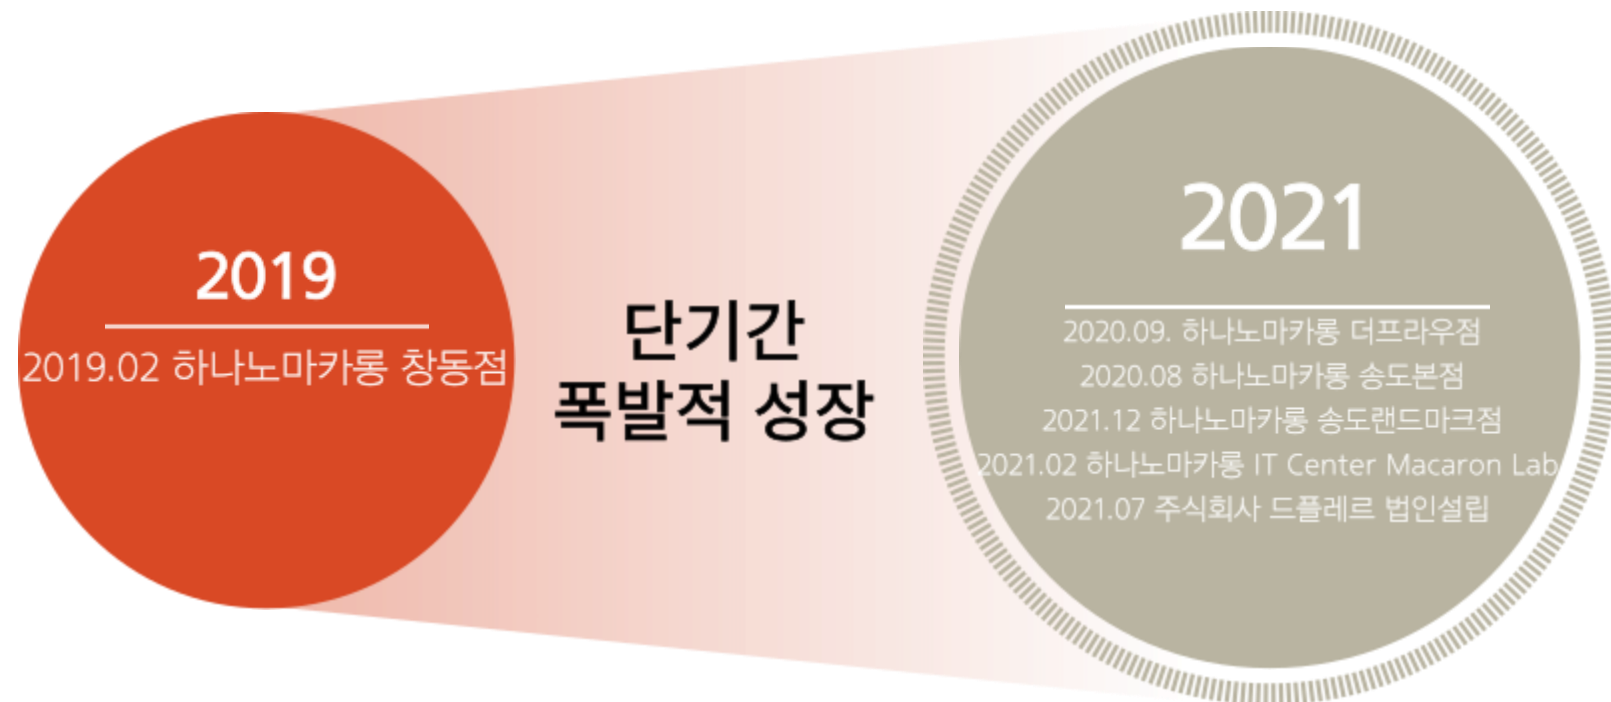 2019
2019.02 하나노마카롱 창동점
단기간
폭발적 성장
2021
2020.09. 하나노마카롱 더프라우점
2020.08 하나노마카롱 송도본점
2021.12 하나노마카롱 송도랜드마크점
2021.02 하나노마카롱 IT Center Macaron Lab
2021.07 주식회사 드플레르 법인설립